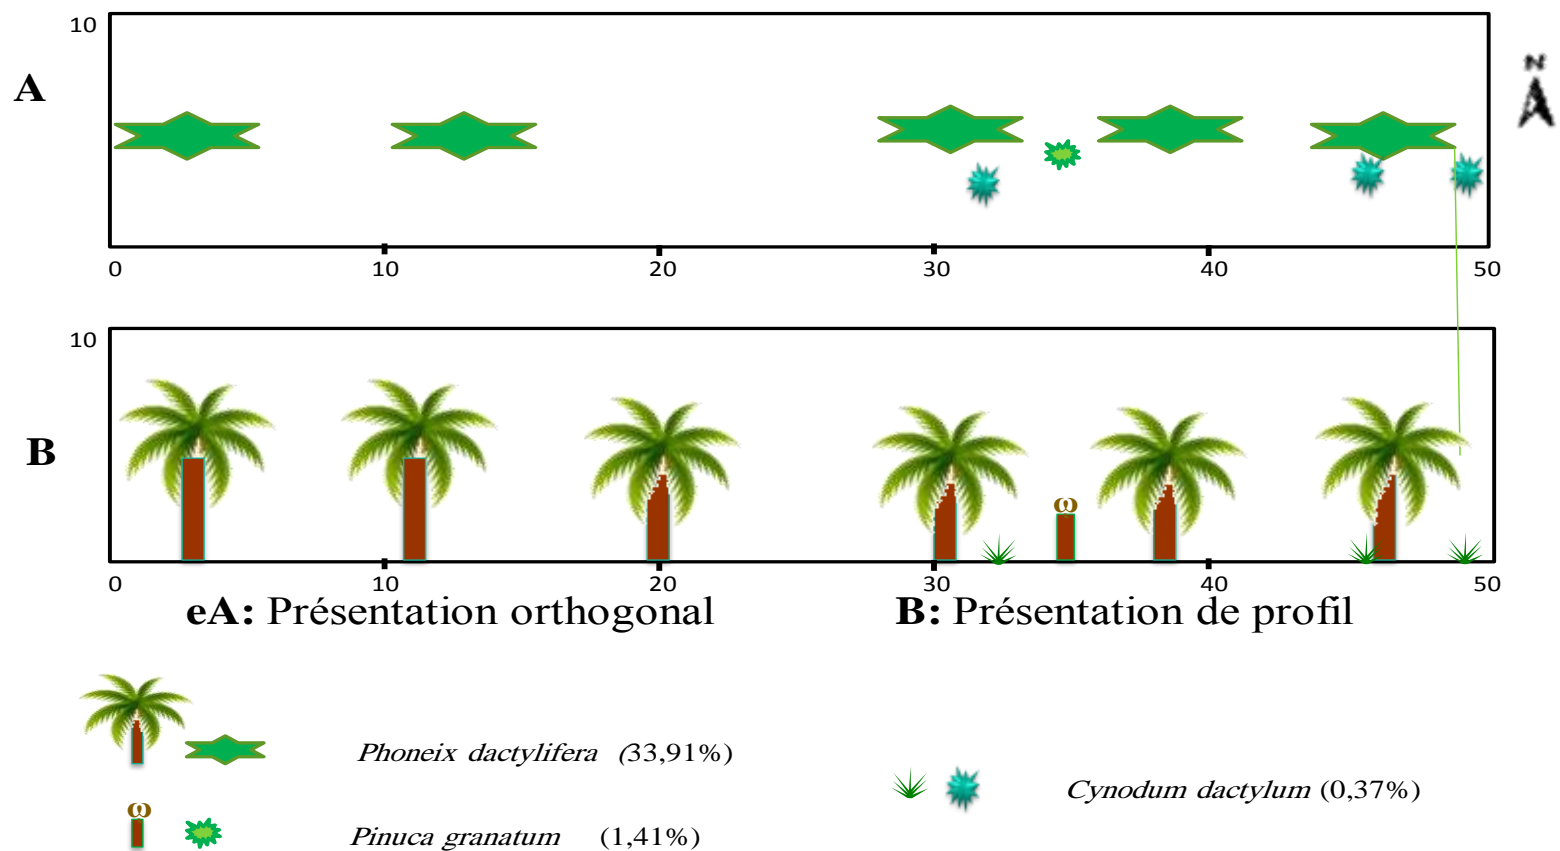 10
N
A
0 10 20 30 40 50
10
B
0 10 20 30 40 50
eA: Présentation orthogonal B: Présentation de profil
Phoneix dactylifera (33,91%)
Cynodum dactylum (0,37%)
ω
Pinuca granatum (1,41%)